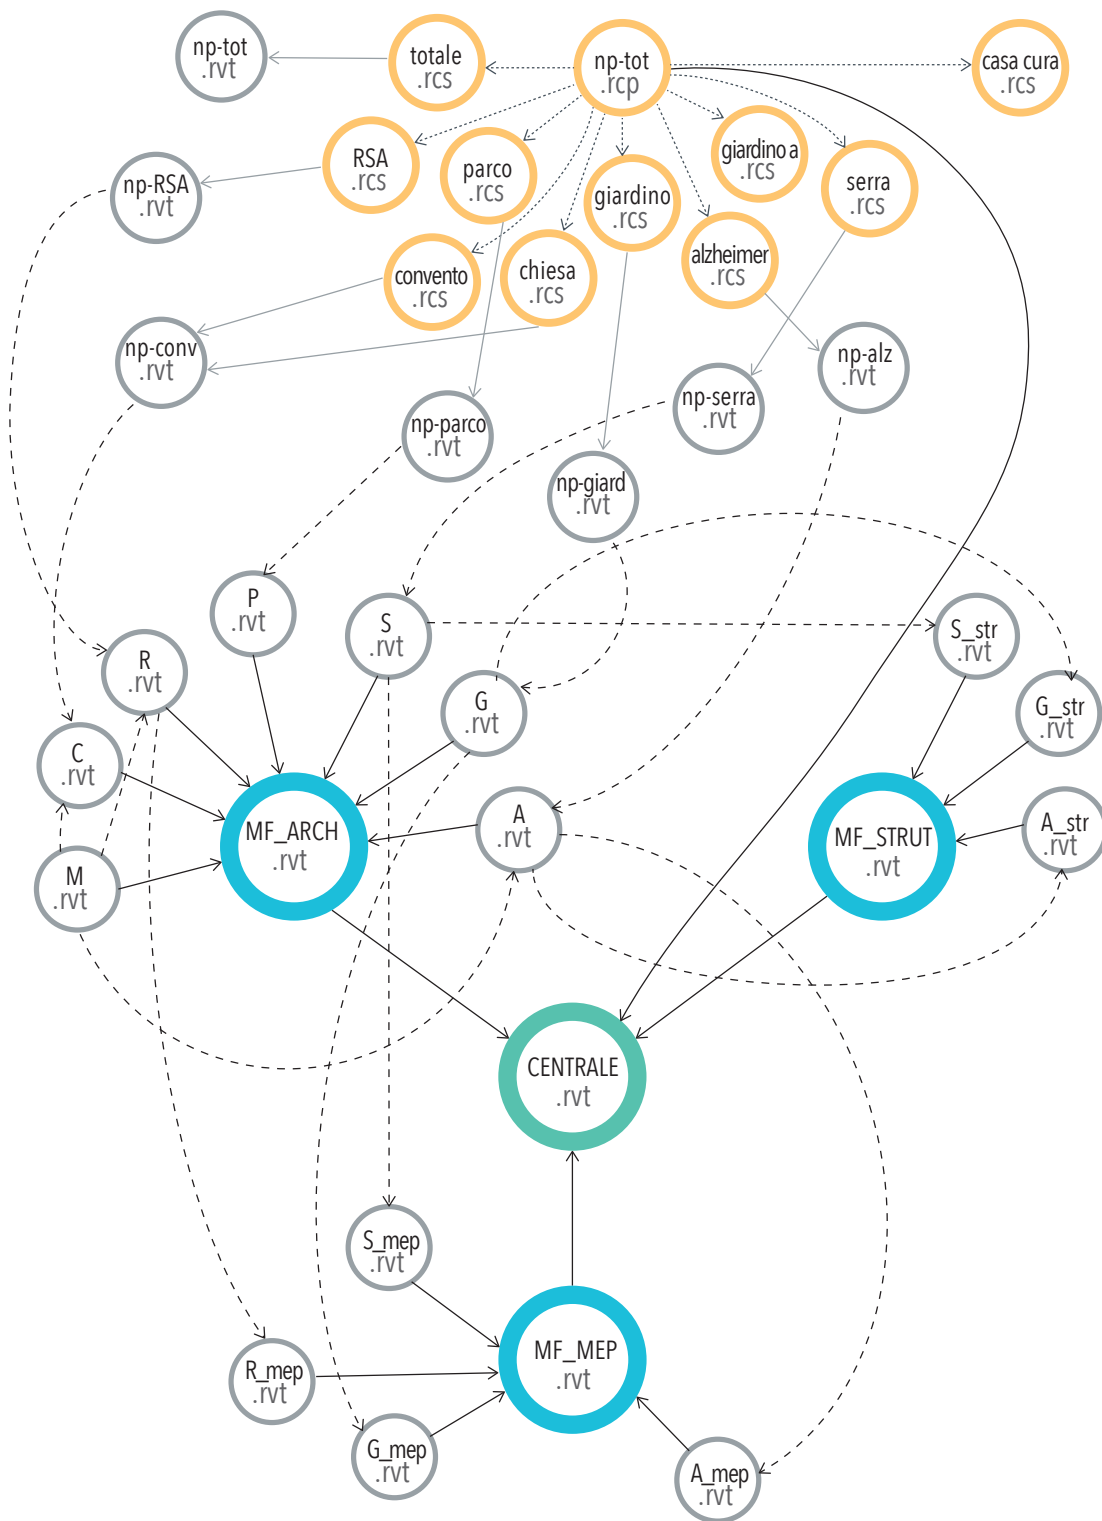 np-tot
.rvt
totale
.rcs
np-tot
.rcp
casa cura
.rcs
RSA
.rcs
parco
.rcs
giardino a
.rcs
np-RSA
.rvt
giardino
.rcs
serra
.rcs
convento
.rcs
chiesa
.rcs
alzheimer
.rcs
np-conv
.rvt
np-alz
.rvt
np-serra
.rvt
np-parco
.rvt
np-giard
.rvt
P
.rvt
S
.rvt
S_str
.rvt
R
.rvt
G
.rvt
G_str
.rvt
C
.rvt
MF_ARCH
.rvt
A
.rvt
MF_STRUT
.rvt
A_str
.rvt
M
.rvt
CENTRALE
.rvt
S_mep
.rvt
MF_MEP
.rvt
R_mep
.rvt
G_mep
.rvt
A_mep
.rvt